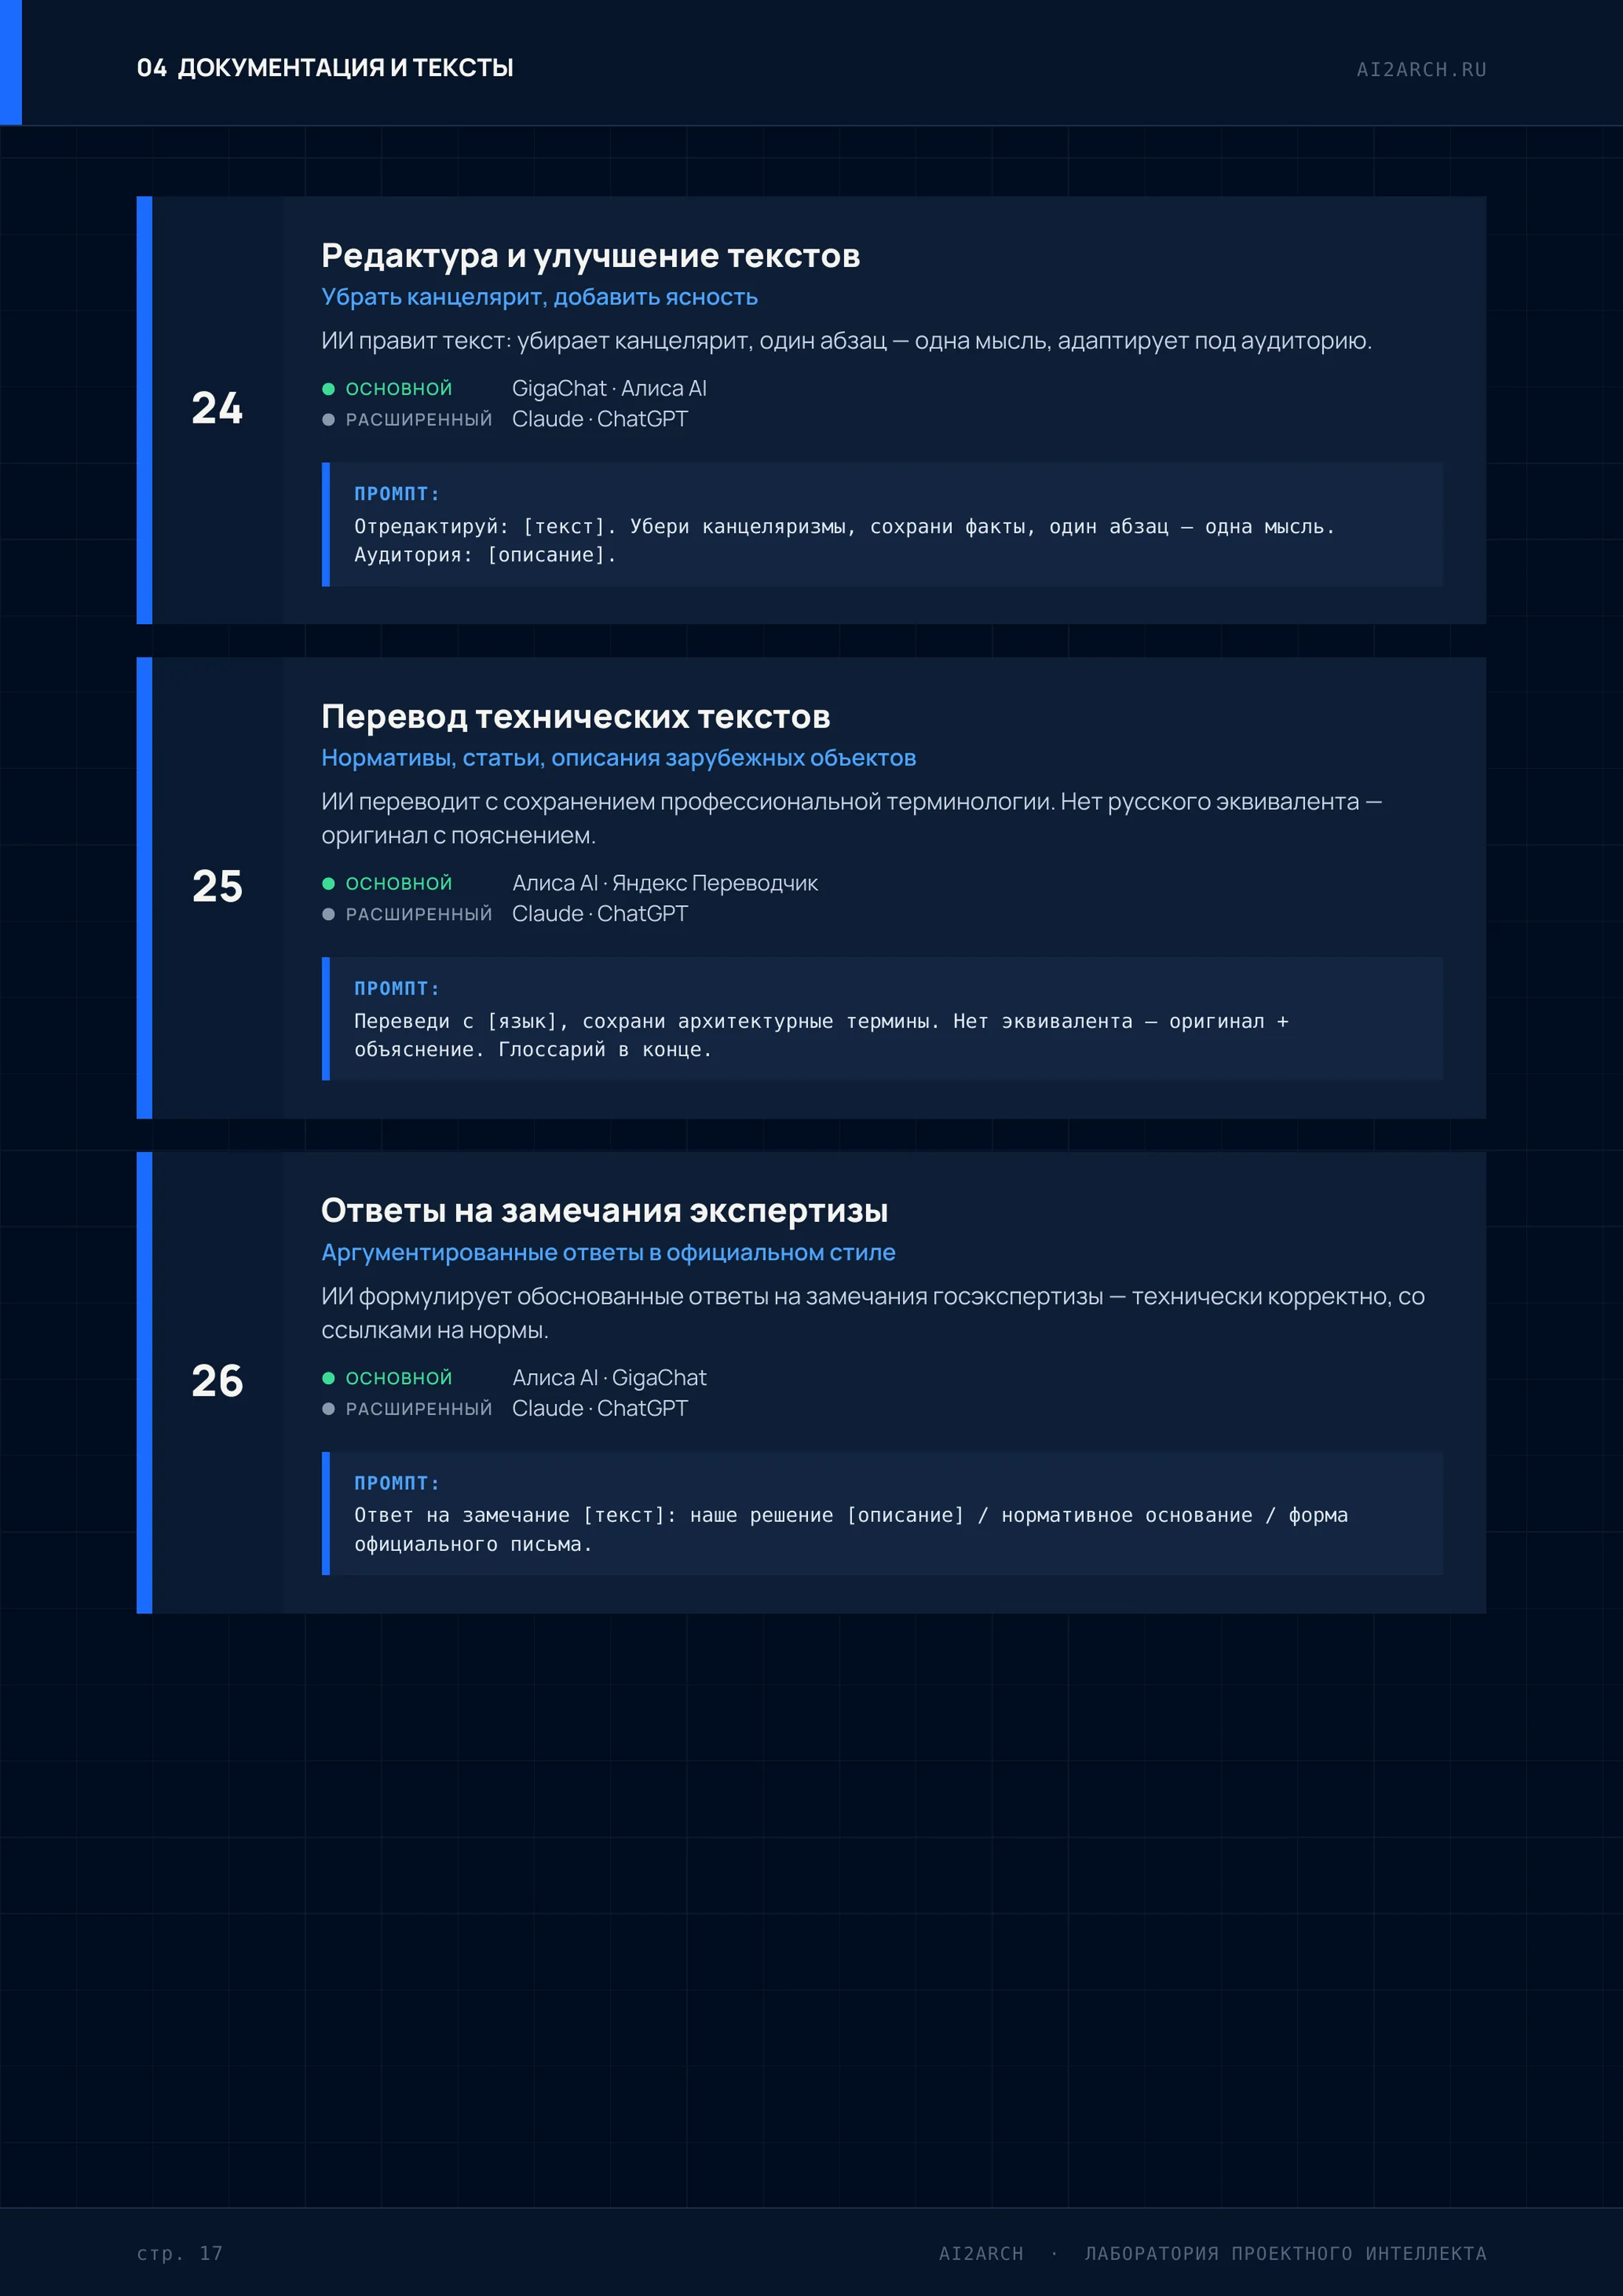 04 ДОКУМЕНТАЦИЯ И ТЕКСТЫ
AI2ARCH.RU
24
Редактура и улучшение текстов
Убрать канцелярит, добавить ясность
ИИ правит текст: убирает канцелярит, один абзац — одна мысль, адаптирует под аудиторию.
ОСНОВНОЙ GigaChat · Алиса AI
РАСШИРЕННЫЙ Claude · ChatGPT
ПРОМПТ:
Отредактируй: [текст]. Убери канцеляризмы, сохрани факты, один абзац — одна мысль.
Аудитория: [описание].
25
Перевод технических текстов
Нормативы, статьи, описания зарубежных объектов
ИИ переводит с сохранением профессиональной терминологии. Нет русского эквивалента —
оригинал с пояснением.
ОСНОВНОЙ Алиса AI · Яндекс Переводчик
РАСШИРЕННЫЙ Claude · ChatGPT
ПРОМПТ:
Переведи с [язык], сохрани архитектурные термины. Нет эквивалента — оригинал +
объяснение. Глоссарий в конце.
26
Ответы на замечания экспертизы
Аргументированные ответы в официальном стиле
ИИ формулирует обоснованные ответы на замечания госэкспертизы — технически корректно, со
ссылками на нормы.
ОСНОВНОЙ Алиса AI · GigaChat
РАСШИРЕННЫЙ Claude · ChatGPT
ПРОМПТ:
Ответ на замечание [текст]: наше решение [описание] / нормативное основание / форма
официального письма.
стр. 17
AI2ARCH · ЛАБОРАТОРИЯ ПРОЕКТНОГО ИНТЕЛЛЕКТА